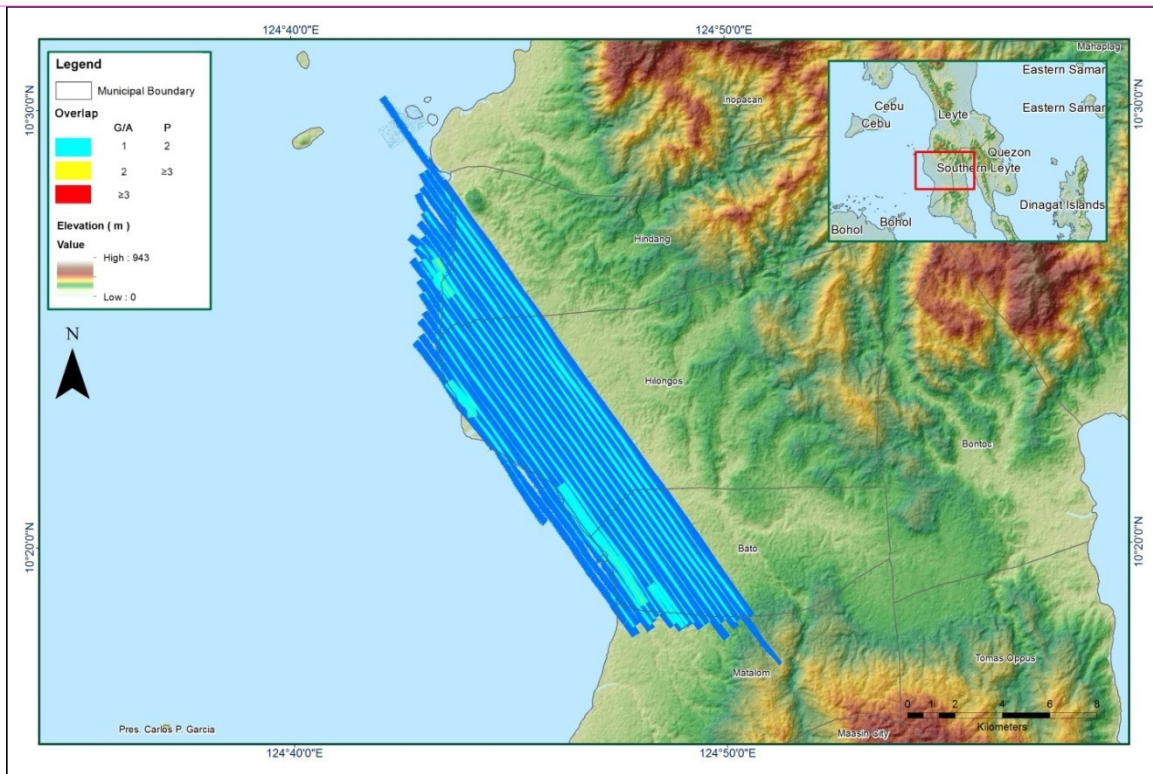 124°40'0"E
124°50'0"E
Legend
Municipal Boundary
Overlap
G/A P
1 2
2 ≥3
≥3
Elevation ( m )
Value
High : 943
Low : 0
N
10°30'0"N
10°30'0"N
10°20'0"N
10°20'0"N
Mahaplag
Inopacan
Hindang
Hilongos
Bontoc
Bato
Matalom
Tomas Oppus
Maasin City
Pres. Carlos P. Garcia
Eastern Samar
Cebu
Cebu
Leyte
Eastern Samar
Quezon
Southern Leyte
Dinagat Islands
Bohol
Bohol
0 1 2 4 6 8
Kilometers
124°40'0"E
124°50'0"E